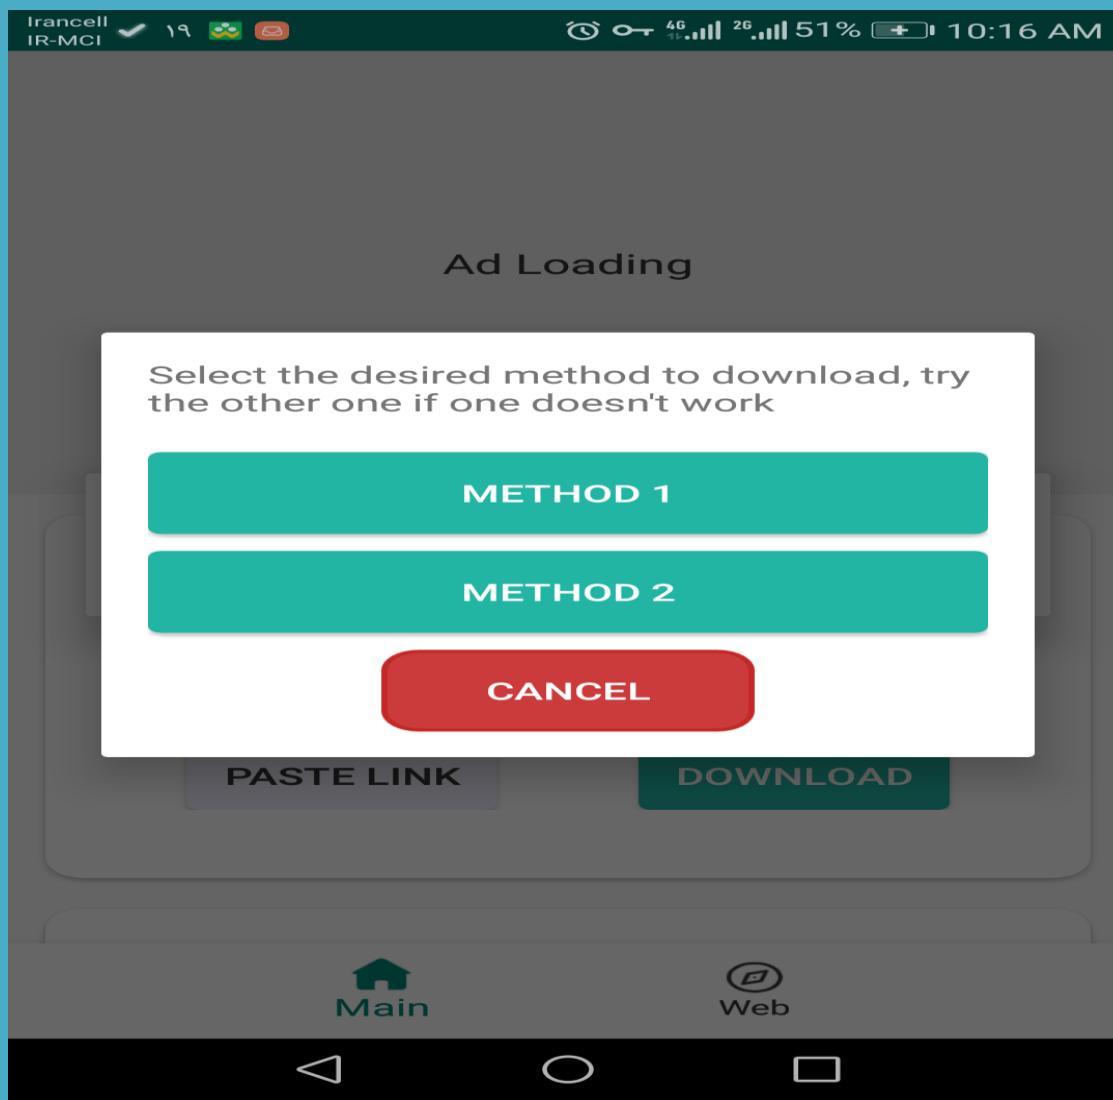 Irancell
IR-MCI
۱۹
4G 2G 51% 10:16 AM
Ad Loading
Select the desired method to download, try
the other one if one doesn't work
METHOD 1
METHOD 2
CANCEL
PASTE LINK DOWNLOAD
Main Web